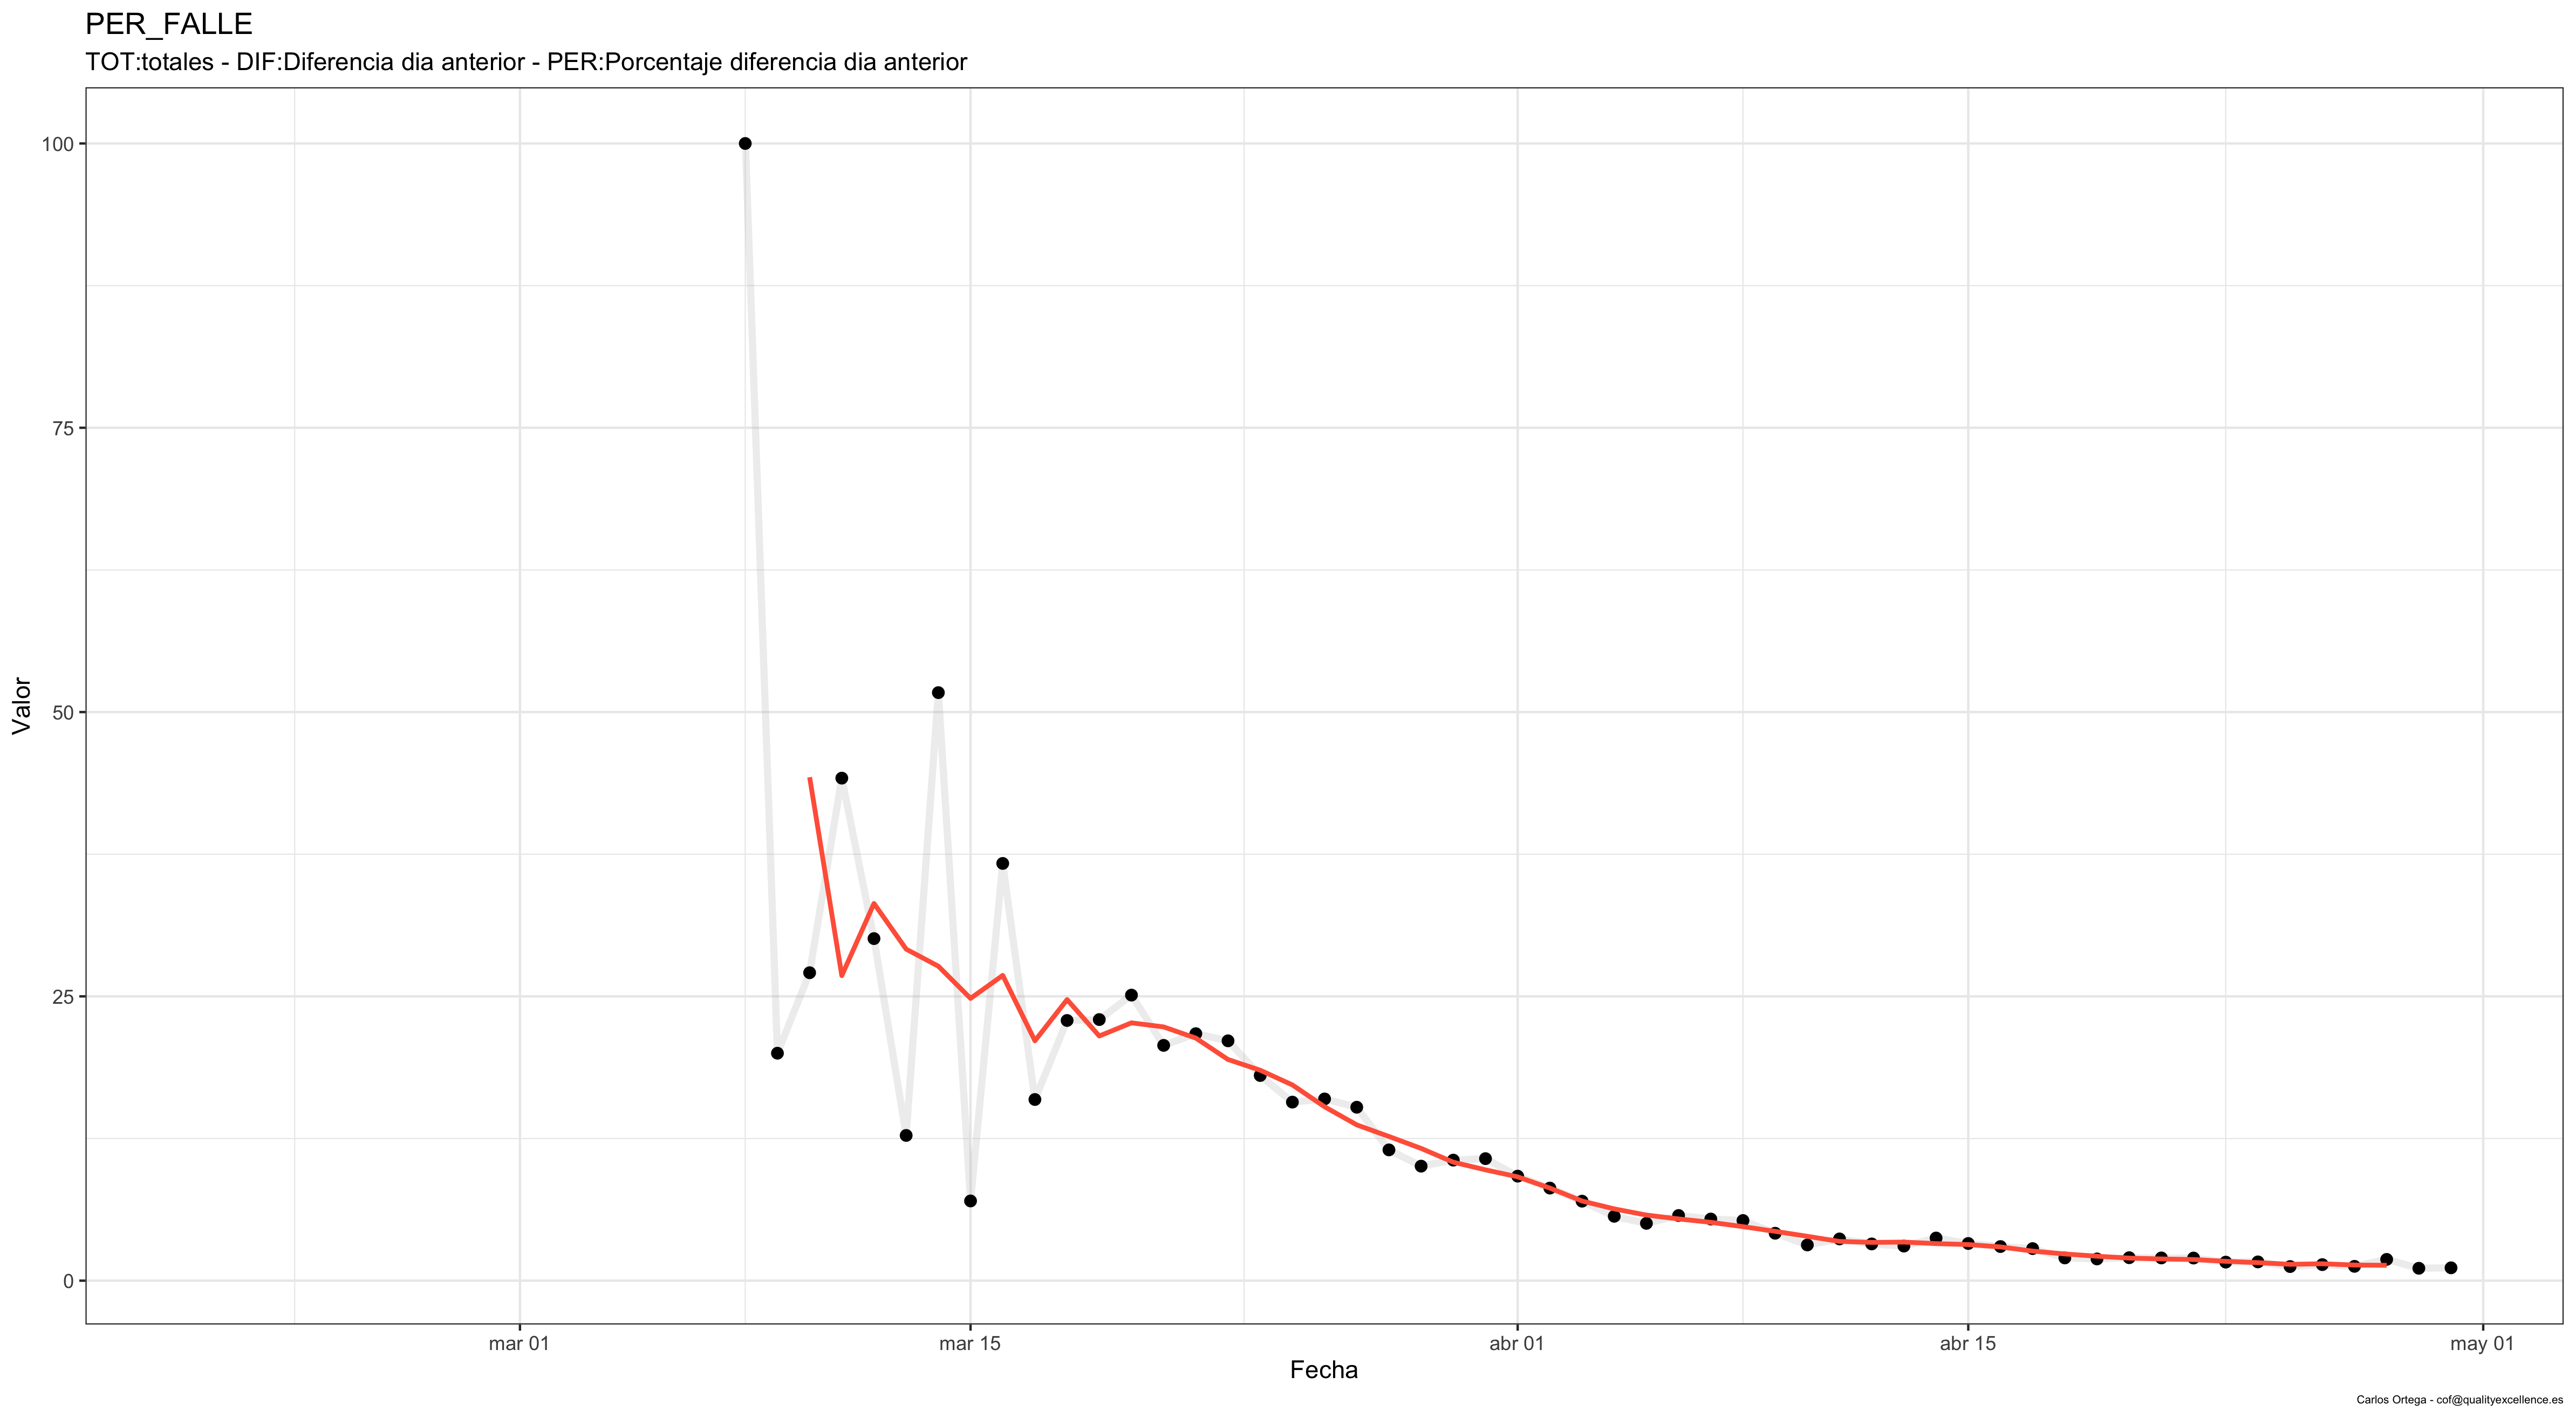 PER_FALLE
TOT:totales - DIF:Diferencia dia anterior - PER:Porcentaje diferencia dia anterior
100
75
50
25
0
Valor
mar 01
mar 15
abr 01
abr 15
may 01
Fecha
Carlos Ortega - cof@qualityexcellence.es